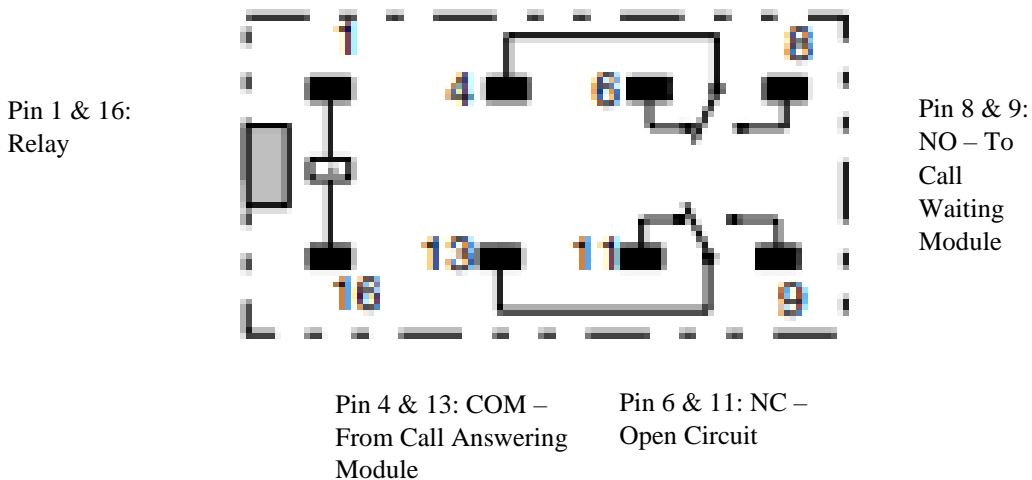 1
8
4
6
Pin 1 & 16:
Relay
Pin 8 & 9:
NO – To
Call
Waiting
Module
13
11
16
9
Pin 4 & 13: COM –
From Call Answering
Module
Pin 6 & 11: NC –
Open Circuit